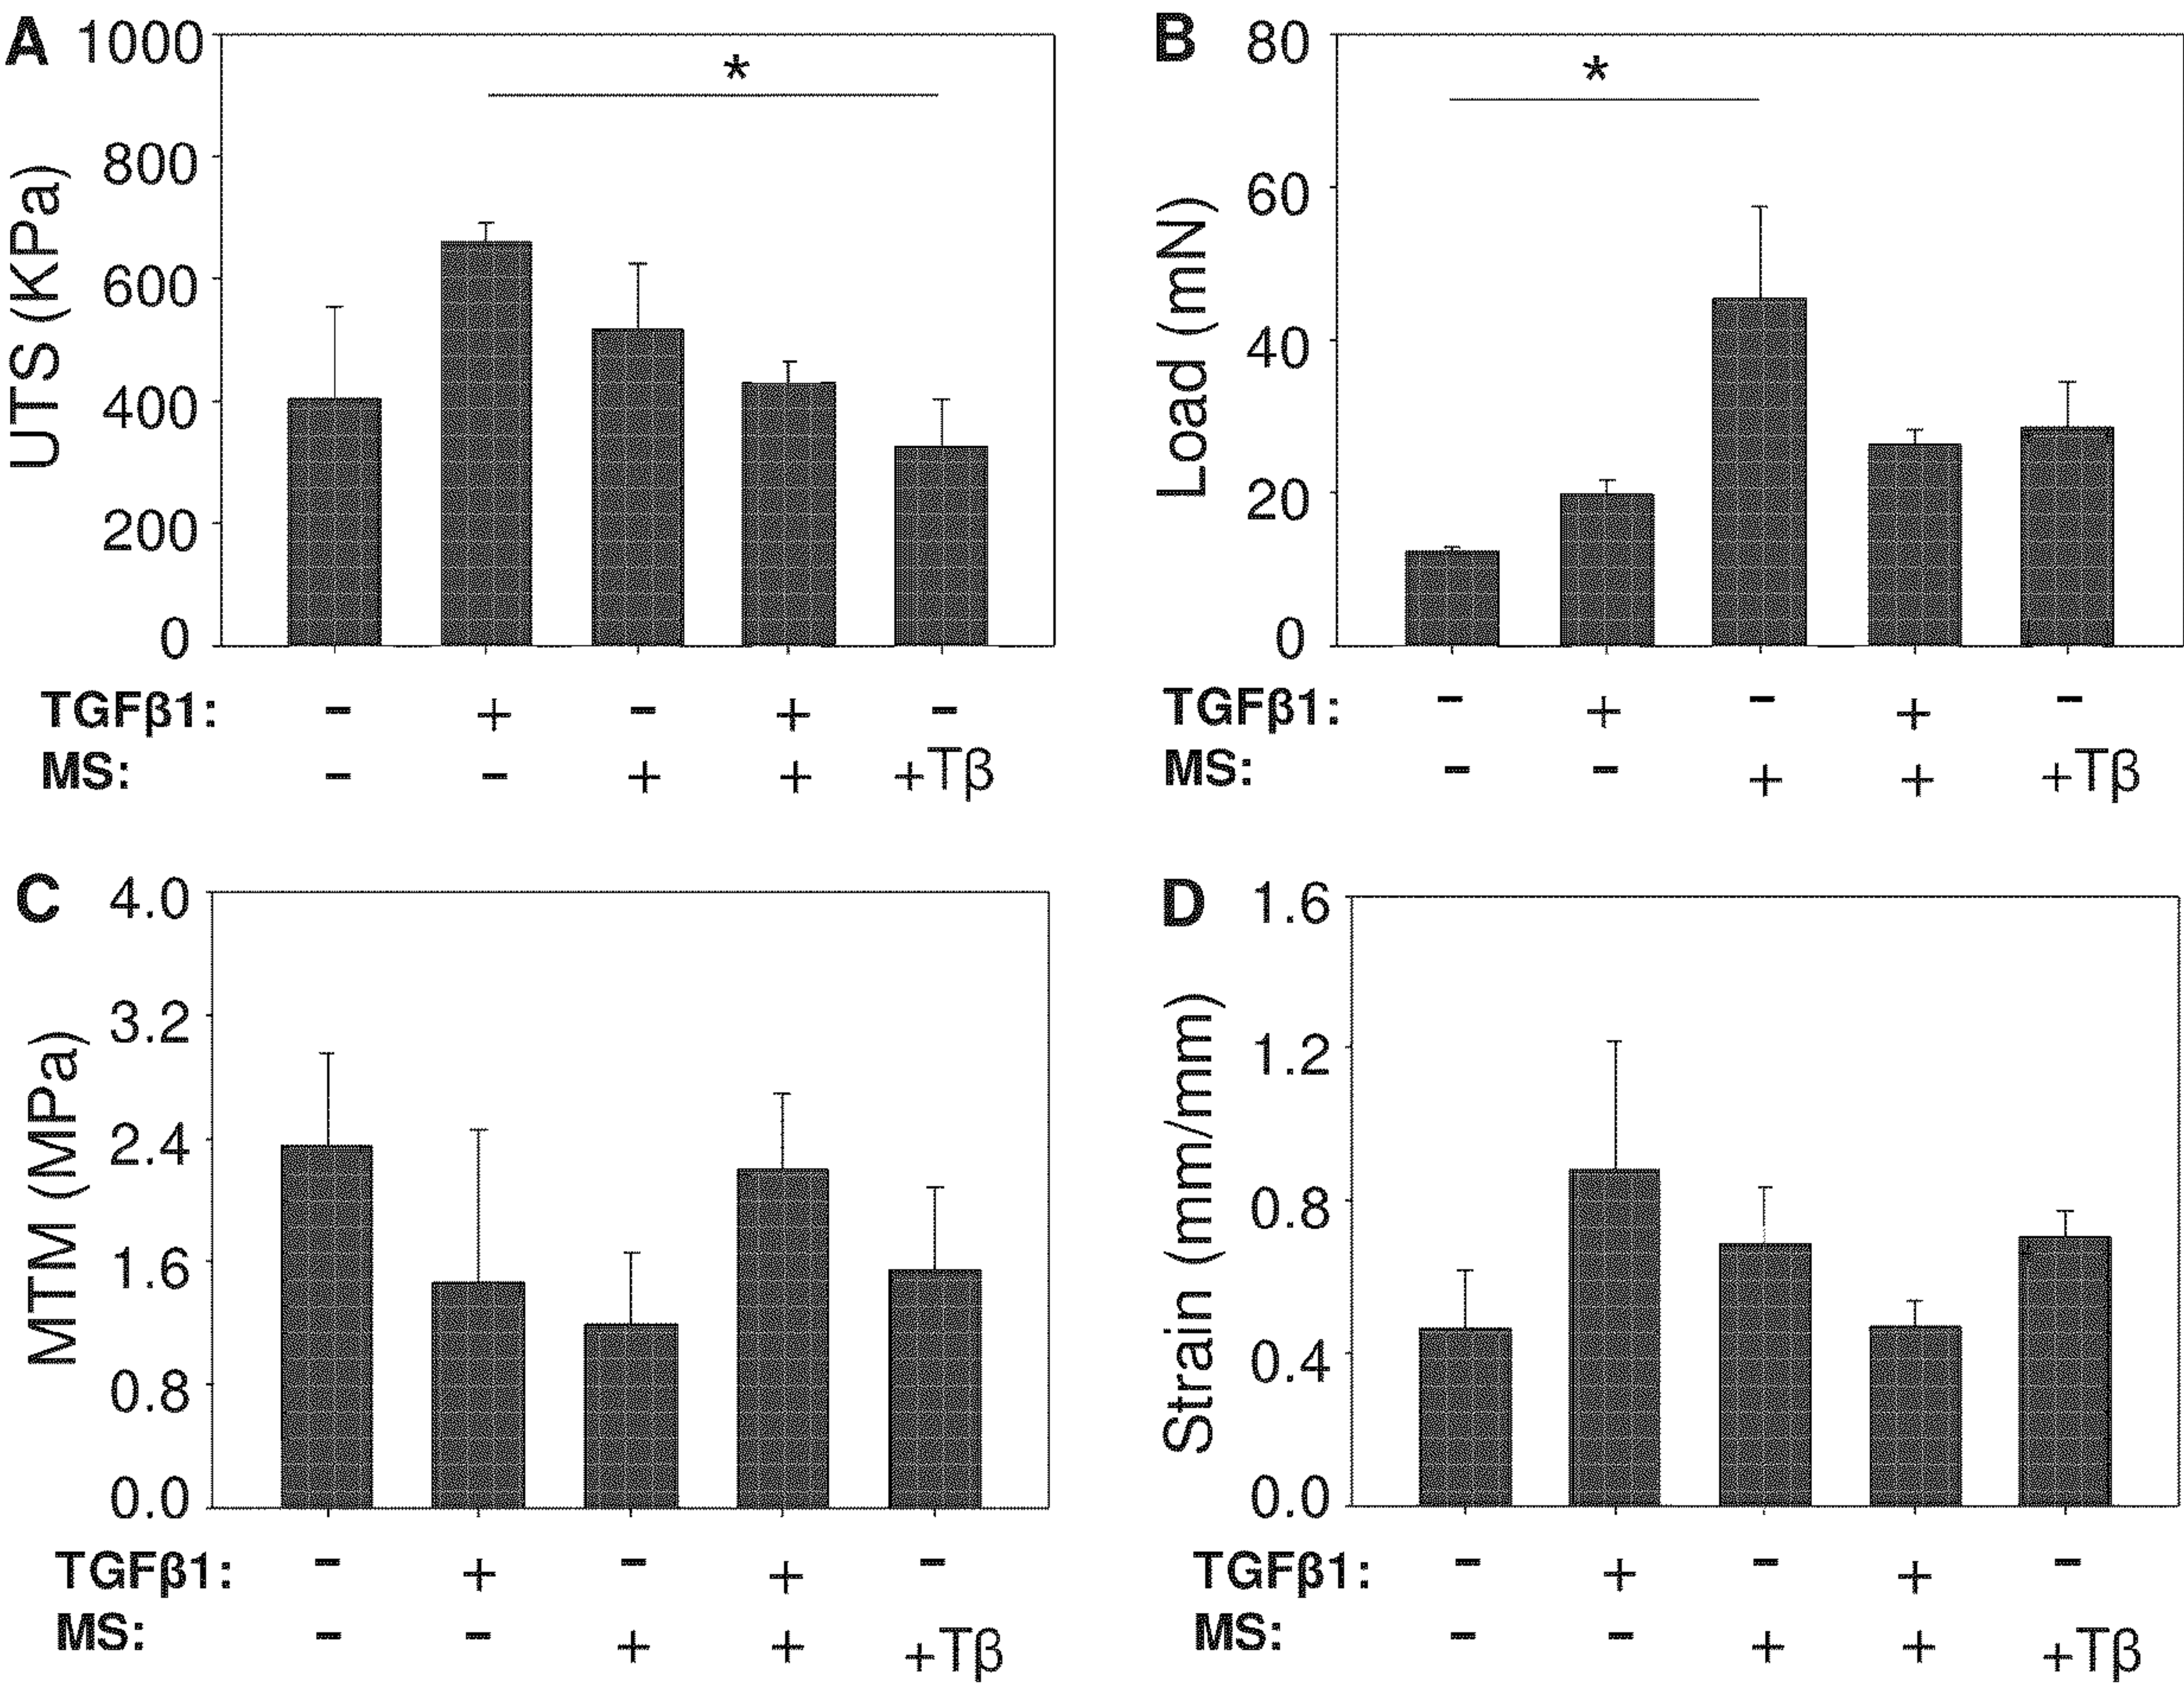 A
1000
800
600
400
200
0
UTS (KPa)
*
TGFβ1: - + - + -
MS: - - + + +Tβ
B
80
60
40
20
0
Load (mN)
*
TGFβ1: - + - + -
MS: - - + + +Tβ
C
4.0
3.2
2.4
1.6
0.8
0.0
MTM (MPa)
TGFβ1: - + - + -
MS: - - + + +Tβ
D
1.6
1.2
0.8
0.4
0.0
Strain (mm/mm)
TGFβ1: - + - + -
MS: - - + + +Tβ